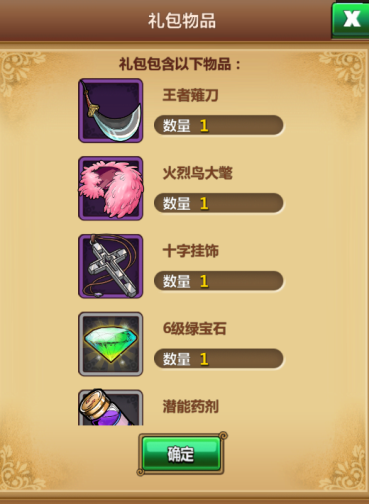 礼包物品
X
礼包包含以下物品：
王者薙刀
数量 1
火烈鸟大氅
数量 1
十字挂饰
数量 1
6级绿宝石
数量 1
潜能药剂
确定